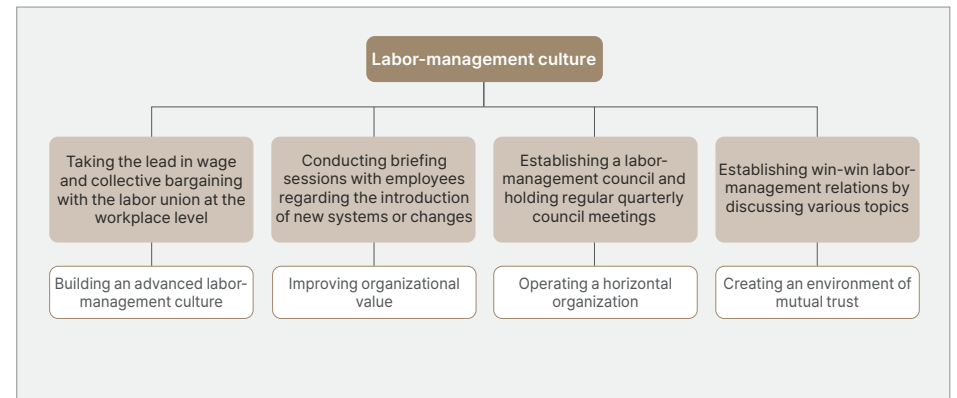 Labor-management culture
Taking the lead in wage
and collective bargaining
with the labor union at the
workplace level
Conducting briefing
sessions with employees
regarding the introduction
of new systems or changes
Establishing a labor-
management council and
holding regular quarterly
council meetings
Establishing win-win labor-
management relations by
discussing various topics
Building an advanced labor-
management culture
Improving organizational
value
Operating a horizontal
organization
Creating an environment of
mutual trust